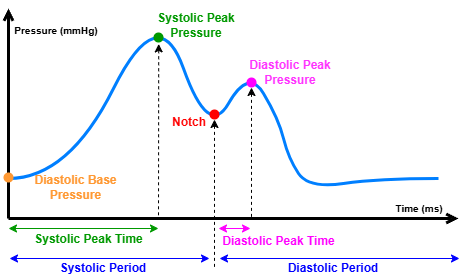 Systolic Peak
Pressure
Pressure (mmHg)
Diastolic Peak
Pressure
Notch
Diastolic Base
Pressure
Time (ms)
Systolic Peak Time
Diastolic Peak Time
Systolic Period
Diastolic Period